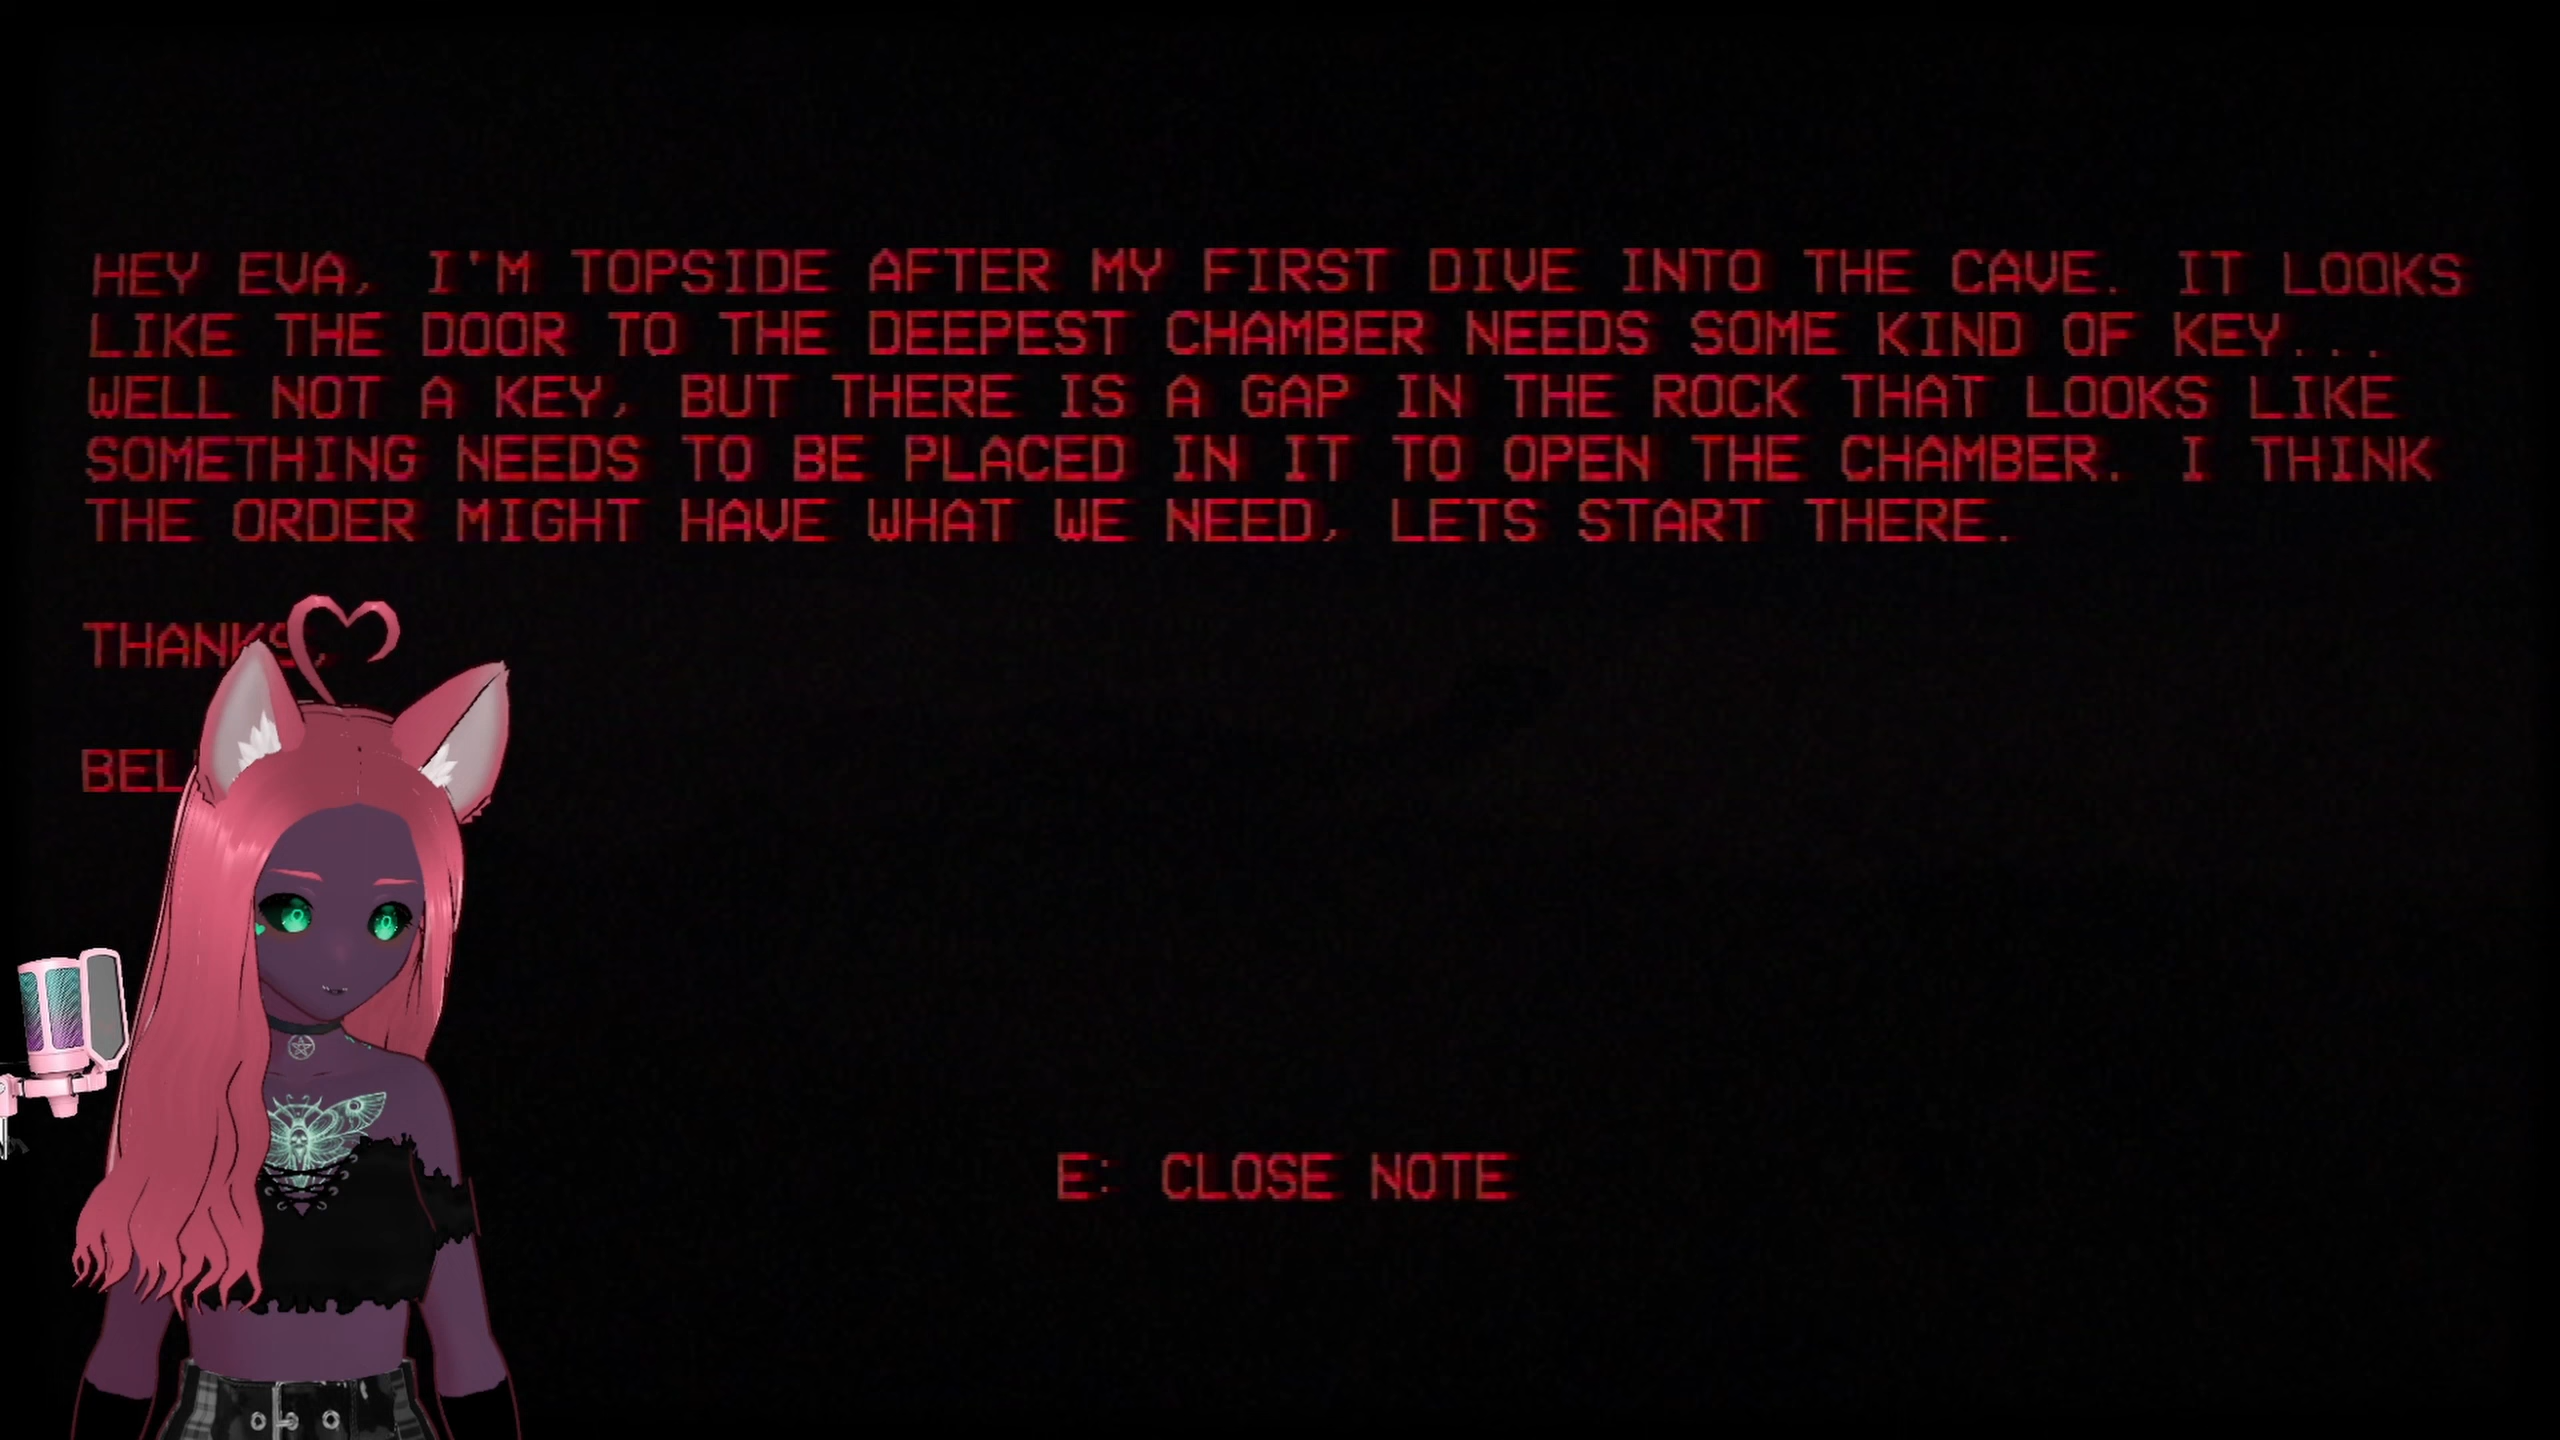 HEY EVA, I'M TOPSIDE AFTER MY FIRST DIVE INTO THE CAVE. IT LOOKS
LIKE THE DOOR TO THE DEEPEST CHAMBER NEEDS SOME KIND OF KEY...
WELL NOT A KEY, BUT THERE IS A GAP IN THE ROCK THAT LOOKS LIKE
SOMETHING NEEDS TO BE PLACED IN IT TO OPEN THE CHAMBER. I THINK
THE ORDER MIGHT HAVE WHAT WE NEED, LETS START THERE.
THANKS,
E: CLOSE NOTE